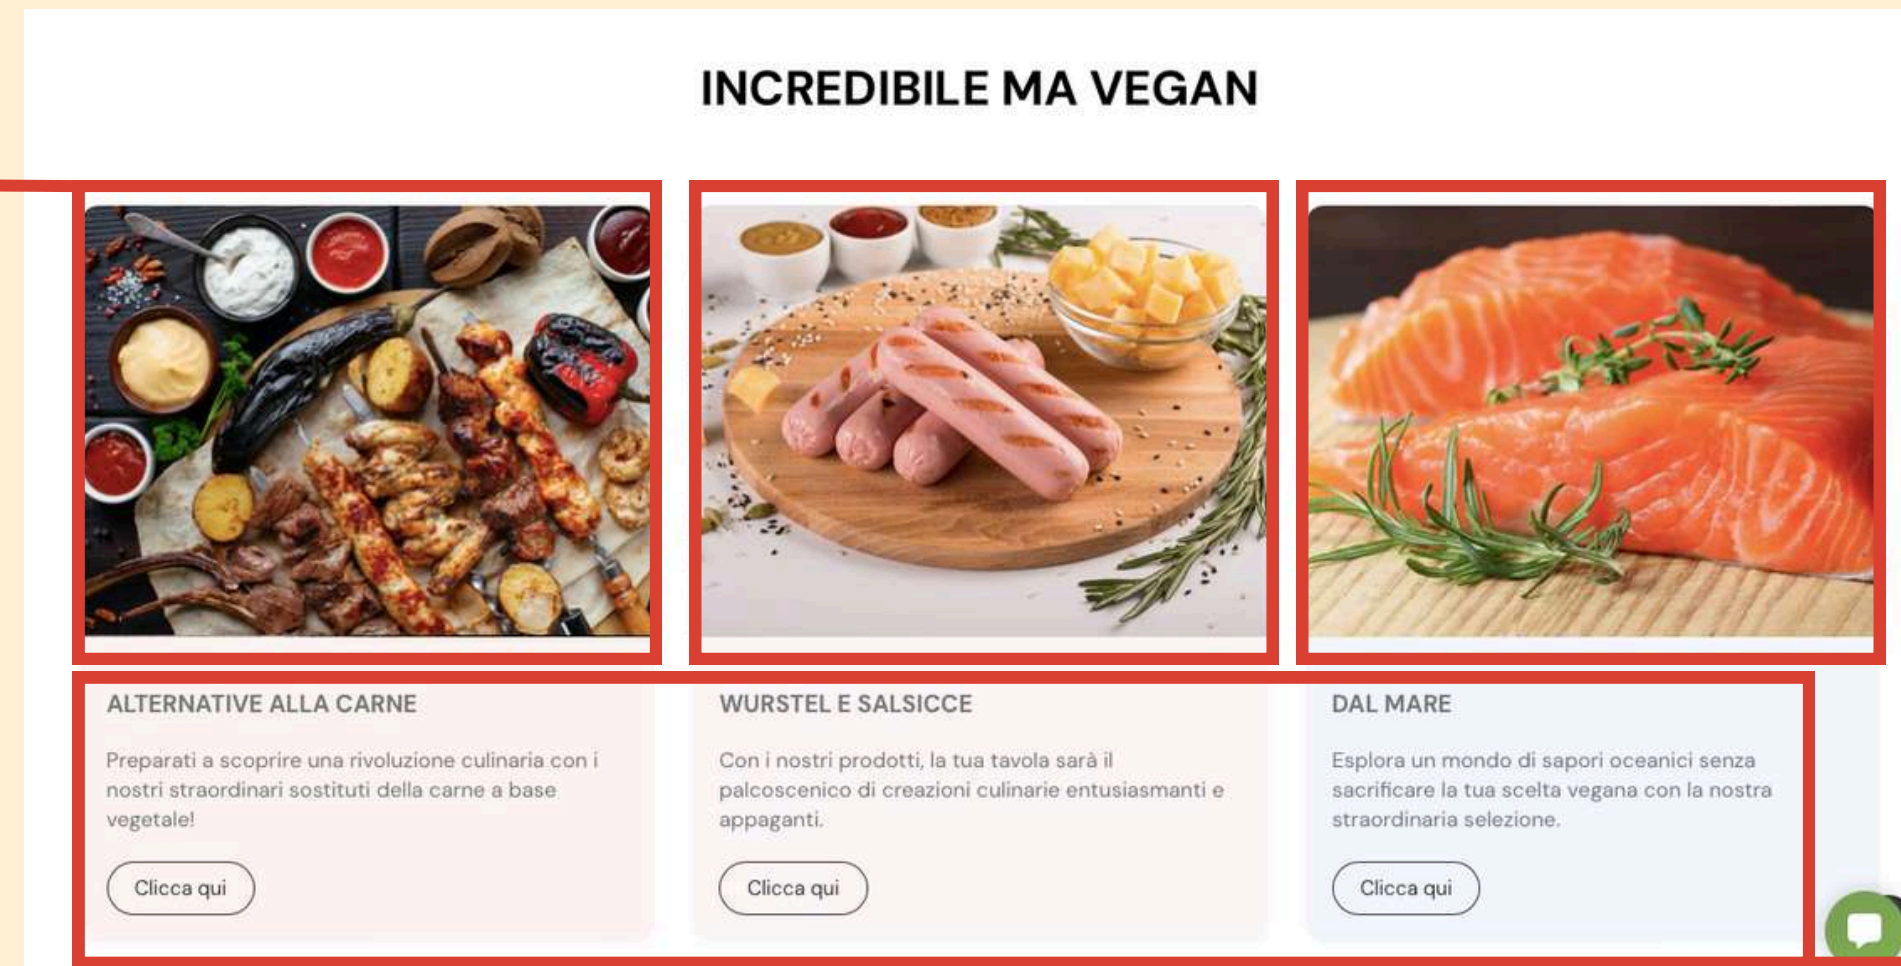 INCREDIBILE MA VEGAN
ALTERNATIVE ALLA CARNE
Preparati a scoprire una rivoluzione culinaria con i
nostri straordinari sostituti della carne a base
vegetale!
Clicca qui
WURSTEL E SALSICCE
Con i nostri prodotti, la tua tavola sarà il
palcoscenico di creazioni culinarie entusiasmanti e
appaganti.
Clicca qui
DAL MARE
Esplora un mondo di sapori oceanici senza
sacrificare la tua scelta vegana con la nostra
straordinaria selezione.
Clicca qui